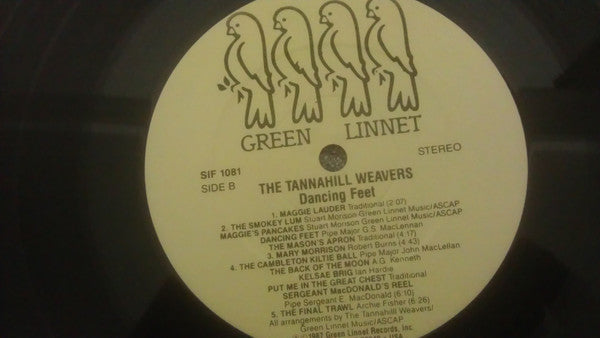 GREEN LINNET
SIF 1081
SIDE B
STEREO
THE TANNAHILL WEAVERS
Dancing Feet
1. MAGGIE LAUDER Traditional (2:07)
2. THE SMOKEY LUM Stuart Morison Green Linnet Music/ASCAP
MAGGIE'S PANCAKES Stuart Morison Green Linnet Music/ASCAP
DANCING FEET Pipe Major G.S. MacLennan
THE MASON'S APRON Traditional (4:17)
3. MARY MORRISON Robert Burns (4:43)
4. THE CAMBLETON KILTIE BALL Pipe Major John MacLellan
THE BACK OF THE MOON A.G. Kenneth
KELSAE BRIG Ian Hardie
PUT ME IN THE GREAT CHEST Traditional
SERGEANT MacDONALD'S REEL
Pipe Sergeant E. MacDonald (6:10)
5. THE FINAL TRAWL Archie Fisher (6:26)
All arrangements by The Tannahill Weavers/
Green Linnet Music/ASCAP
1987 Green Linnet Records, Inc.
USA